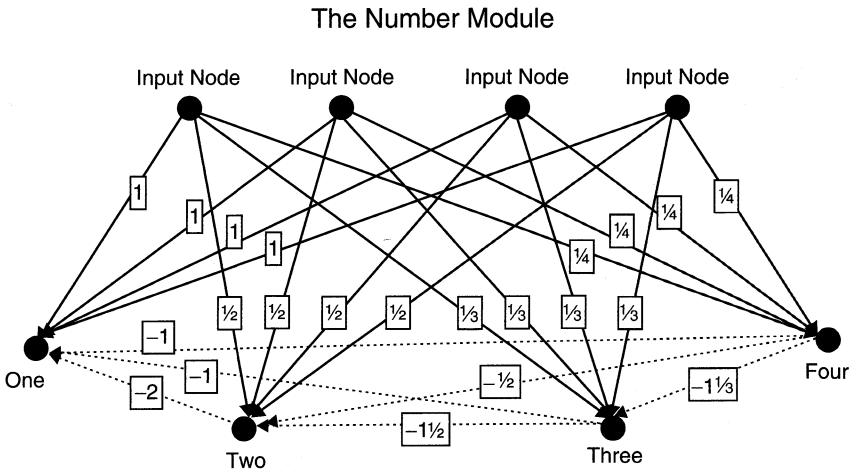 The Number Module
Input Node Input Node Input Node Input Node
1
1
1
1
¼
¼
¼
¼
½ ½ ½ ½ ⅓ ⅓ ⅓ ⅓
−1
−1
−2
−½
−1⅓
−1½
One
Four
Two
Three